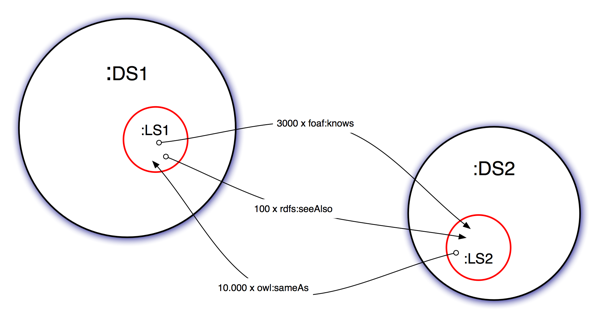 :DS1
:LS1
3000 x foaf:knows
:DS2
100 x rdfs:seeAlso
:LS2
10.000 x owl:sameAs